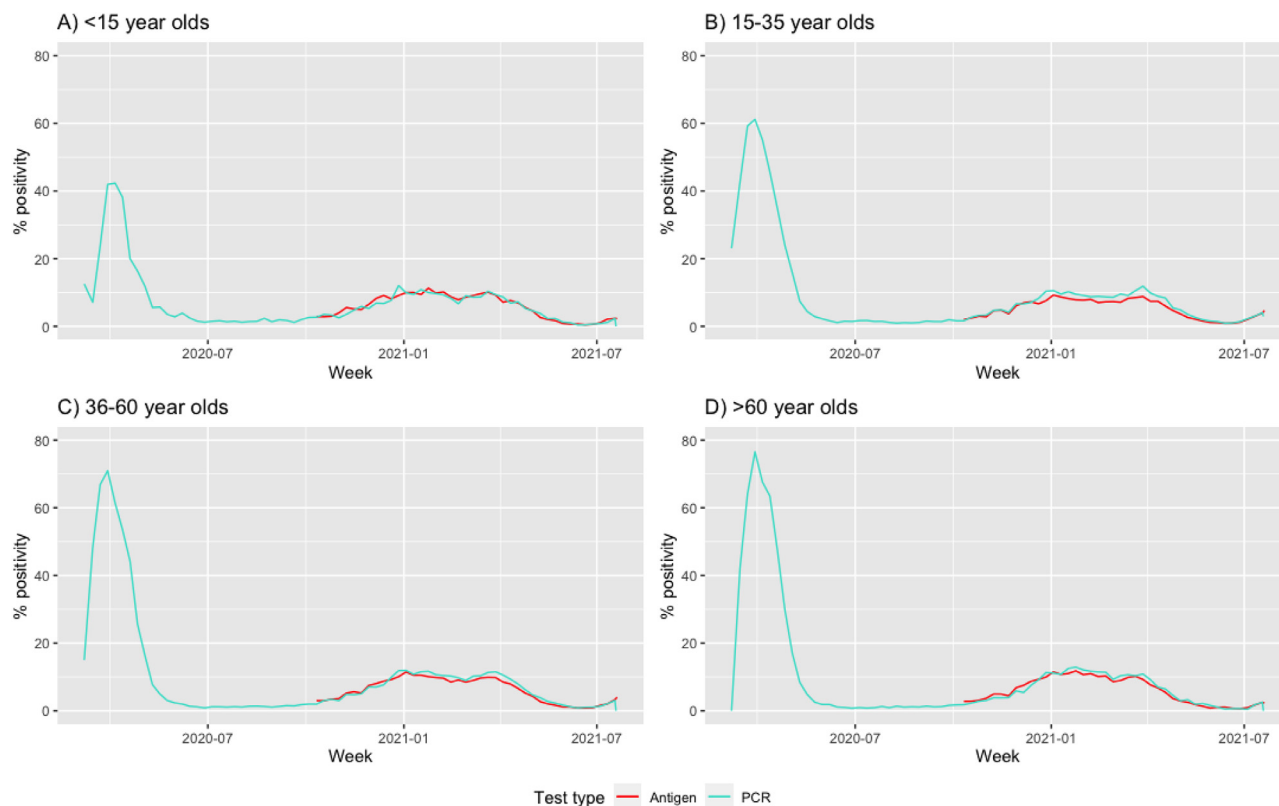 A) <15 year olds
80
60
40
20
0
% positivity
2020-07
2021-01
2021-07
Week
B) 15-35 year olds
80
60
40
20
0
% positivity
2020-07
2021-01
2021-07
Week
C) 36-60 year olds
80
60
40
20
0
% positivity
2020-07
2021-01
2021-07
Week
D) >60 year olds
80
60
40
20
0
% positivity
2020-07
2021-01
2021-07
Week
Test type Antigen PCR